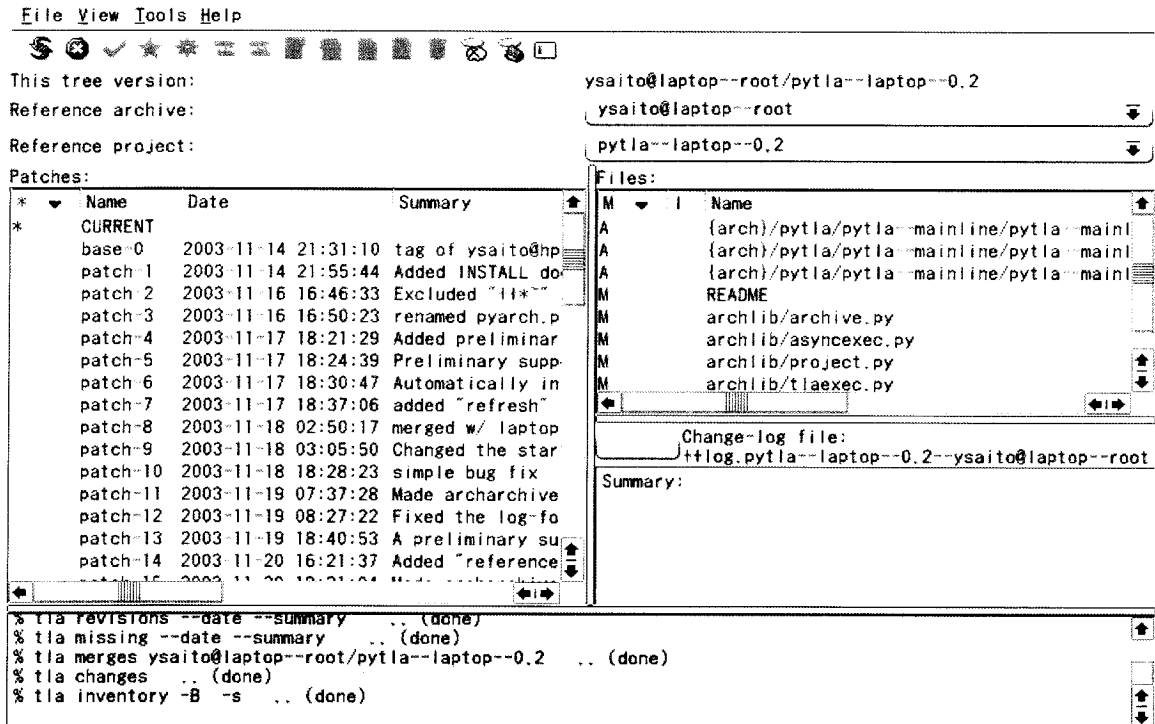 File View Tools Help
This tree version: ysaito@laptop--root/pytla--laptop--0.2
Reference archive: ysaito@laptop--root
Reference project: pytla--laptop--0.2
Patches:
* Name Date Summary
* CURRENT
base-0 2003-11-14 21:31:10 tag of ysaito@hp
patch-1 2003-11-14 21:55:44 Added INSTALL do
patch-2 2003-11-16 16:46:33 Excluded
patch-3 2003-11-16 16:50:23 renamed pyarch.p
patch-4 2003-11-17 18:21:29 Added preliminar
patch-5 2003-11-17 18:24:39 Preliminary supp
patch-6 2003-11-17 18:30:47 Automatically in
patch-7 2003-11-17 18:37:06 added "refresh"
patch-8 2003-11-18 02:50:17 merged w/ laptop
patch-9 2003-11-18 03:05:50 Changed the star
patch-10 2003-11-18 18:28:23 simple bug fix
patch-11 2003-11-19 07:37:28 Made archarchive
patch-12 2003-11-19 08:27:22 Fixed the log-fo
patch-13 2003-11-19 18:40:53 A preliminary su
patch-14 2003-11-20 16:21:37 Added "reference
Files:
M I Name
A {arch}/pytla/pytla--mainline/pytla--mainl
A {arch}/pytla/pytla--mainline/pytla--mainl
A {arch}/pytla/pytla--mainline/pytla--mainl
M README
M archlib/archive.py
M archlib/asyncexec.py
M archlib/project.py
M archlib/tlaexec.py
Change-log file:
++log.pytla--laptop--0.2--ysaito@laptop--root
Summary:
% tla revisions --date --summary .. (done)
% tla missing --date --summary .. (done)
% tla merges ysaito@laptop--root/pytla--laptop--0.2 .. (done)
% tla changes .. (done)
% tla inventory -B -s .. (done)